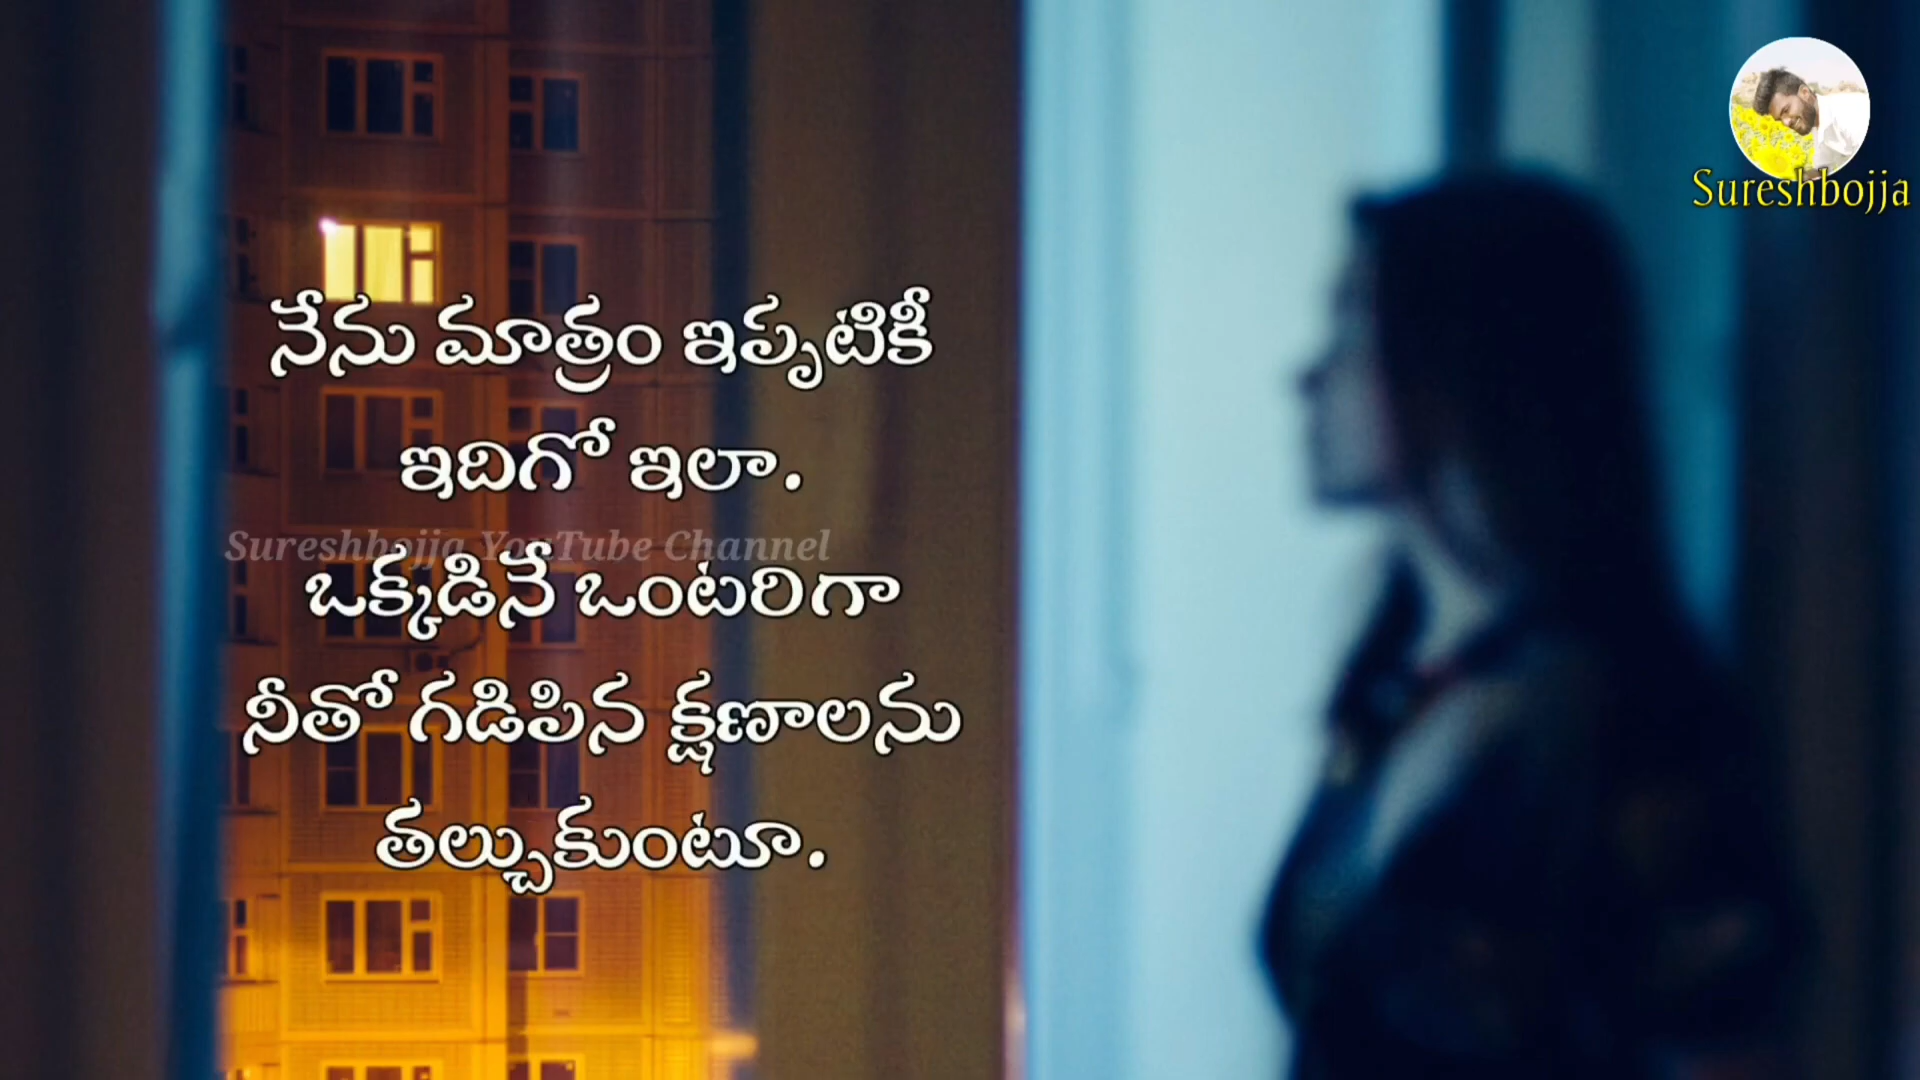 Sureshbojja
నేను మాత్రం ఇప్పటికీ
ఇదిగో ఇలా.
Sureshbojja YouTube Channel
ఒక్కడినే ఒంటరిగా
నీతో గడిపిన క్షణాలను
తల్చుకుంటూ.